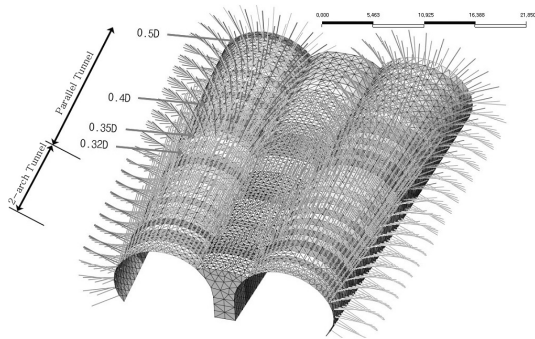 0.000 5.463 10.925 16.388 21.850
0.5D
Parallel Tunnel
0.4D
0.35D
0.32D
2-arch Tunnel